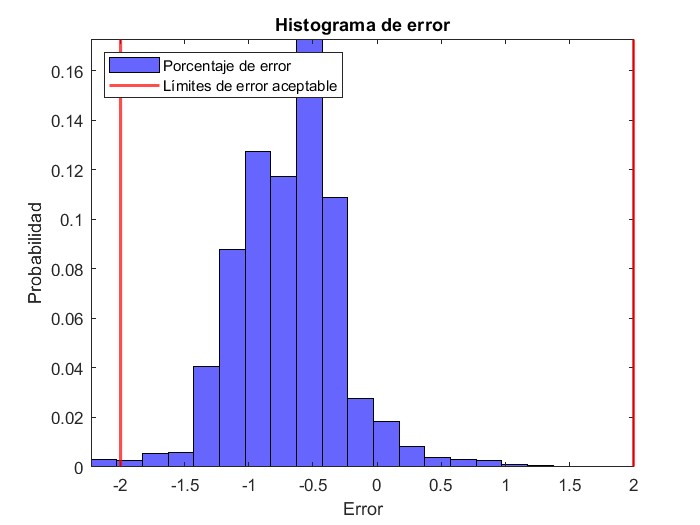 Histograma de error
Porcentaje de error
Límites de error aceptable
0.16
0.14
0.12
0.1
0.08
0.06
0.04
0.02
0
Probabilidad
-2 -1.5 -1 -0.5 0 0.5 1 1.5 2
Error